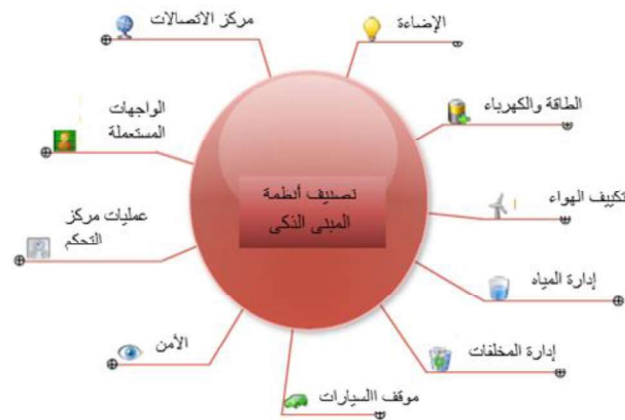 مركز الاتصالات
الإضاءة
الواجهات
المستعملة
الطاقة والكهرباء
تصنيف أنظمة
المبنى الذكي
تكييف الهواء
عمليات مركز
التحكم
إدارة المياه
الأمن
إدارة المخلفات
موقف االسيارات